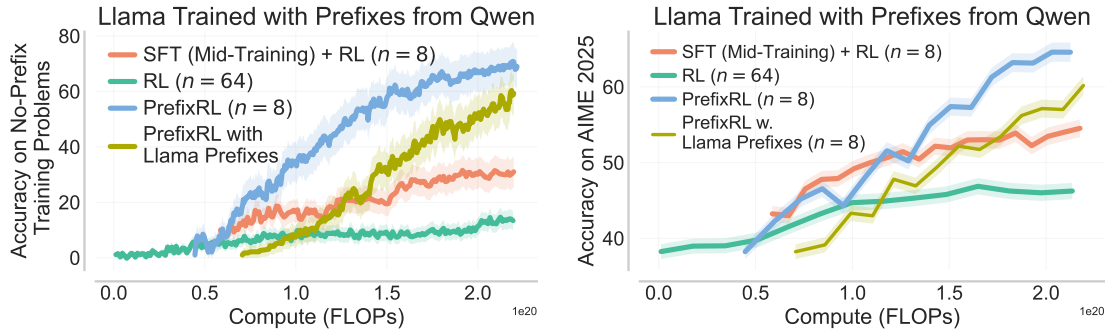 Llama Trained with Prefixes from Qwen
Accuracy on No-Prefix
Training Problems
80
60
40
20
0
SFT (Mid-Training) + RL (n = 8)
RL (n = 64)
PrefixRL (n = 8)
PrefixRL with
Llama Prefixes
0.0 0.5 1.0 1.5 2.0
1e20
Compute (FLOPs)
Llama Trained with Prefixes from Qwen
Accuracy on AIME 2025
60
50
40
SFT (Mid-Training) + RL (n = 8)
RL (n = 64)
PrefixRL (n = 8)
PrefixRL w.
Llama Prefixes (n = 8)
0.0 0.5 1.0 1.5 2.0
1e20
Compute (FLOPs)